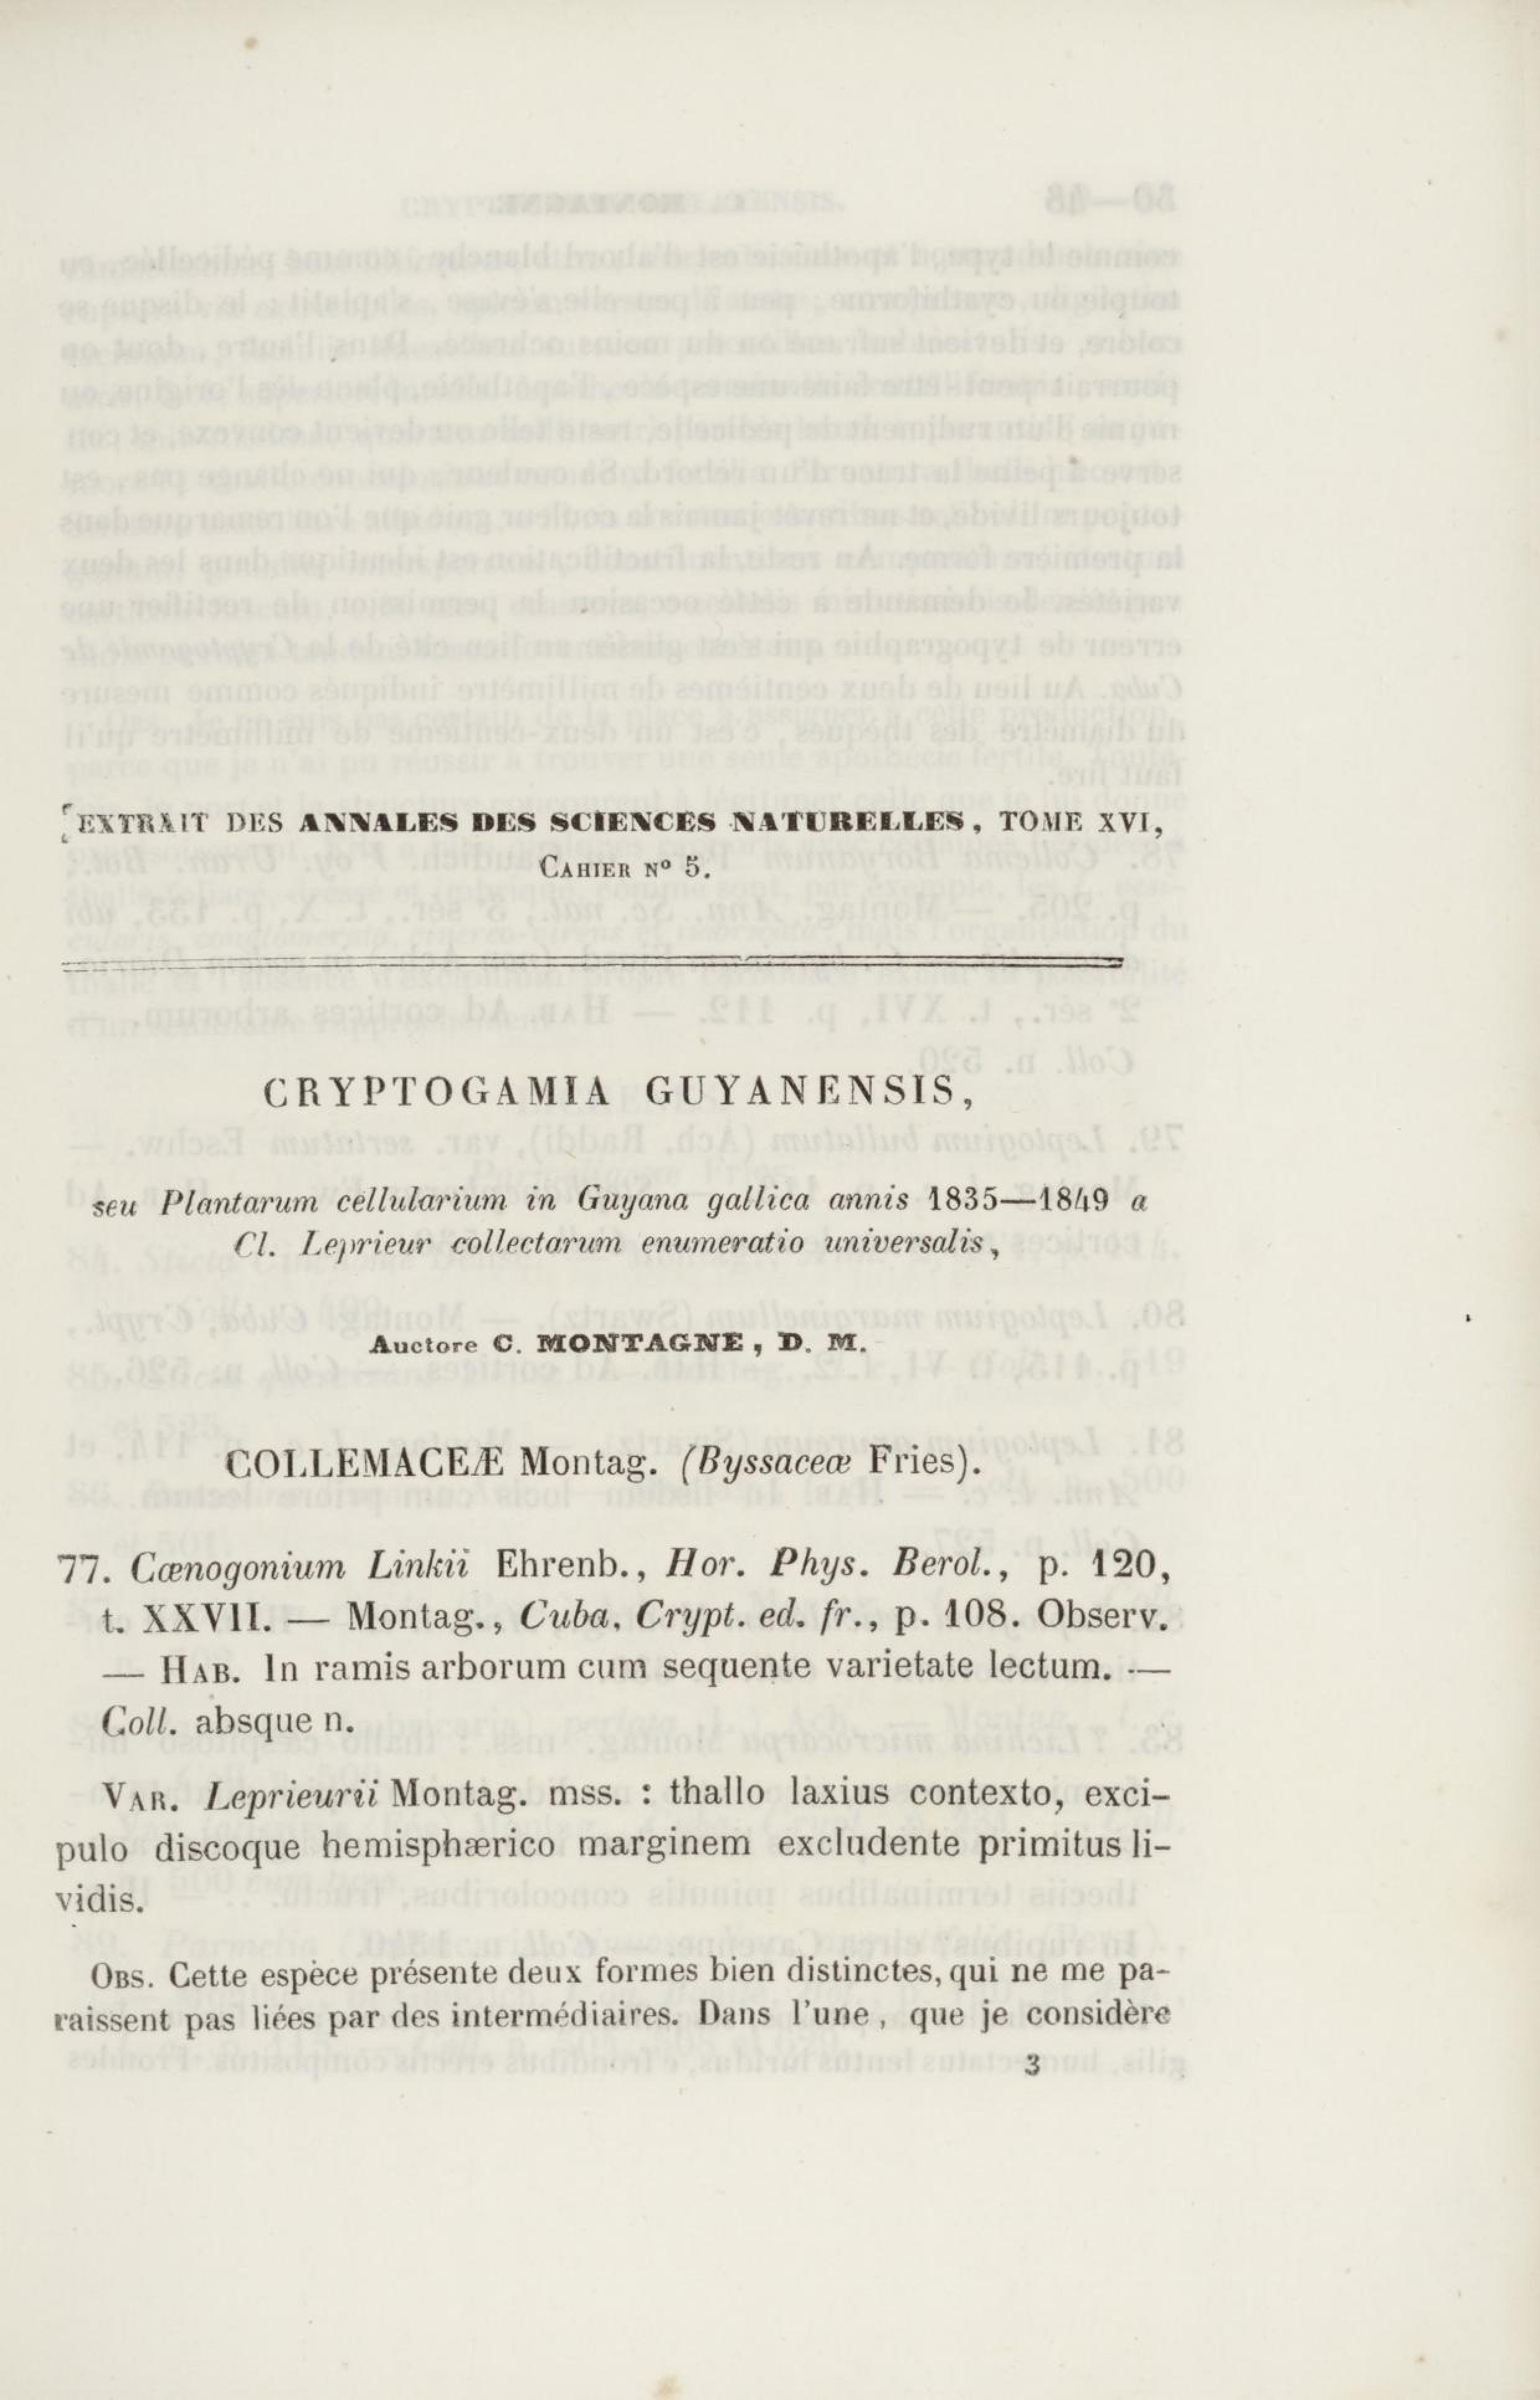 EXTRAIT DES ANNALES DES SCIENCES NATURELLES, TOME XVI,
CAHIER Nº 5.
CRYPTOGAMIA GUYANENSIS,
seu Plantarum cellularium in Guyana gallica annis 1835—1849 a
Cl. Leprieur collectarum enumeratio universalis,
Auctore C. MONTAGNE, D. M.
COLLEMACEÆ Montag. (Byssaceæ Fries).
77. Cœnogonium Linkii Ehrenb., Hor. Phys. Berol., p. 120,
t. XXVII. — Montag., Cuba, Crypt. ed. fr., p. 108. Observ.
— HAB. In ramis arborum cum sequente varietate lectum. —
Coll. absque n.
VAR. Leprieurii Montag. mss. : thallo laxius contexto, exci-
pulo discoque hemisphærico marginem excludente primitus li-
vidis.
OBS. Cette espèce présente deux formes bien distinctes, qui ne me pa-
raissent pas liées par des intermédiaires. Dans l'une, que je considère
3